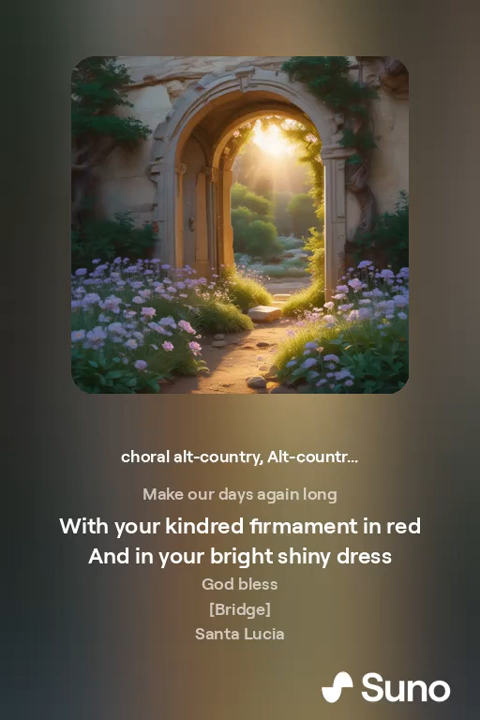 choral alt-country, Alt-countr...
Make our days again long
With your kindred firmament in red
And in your bright shiny dress
God bless
[Bridge]
Santa Lucia
Suno